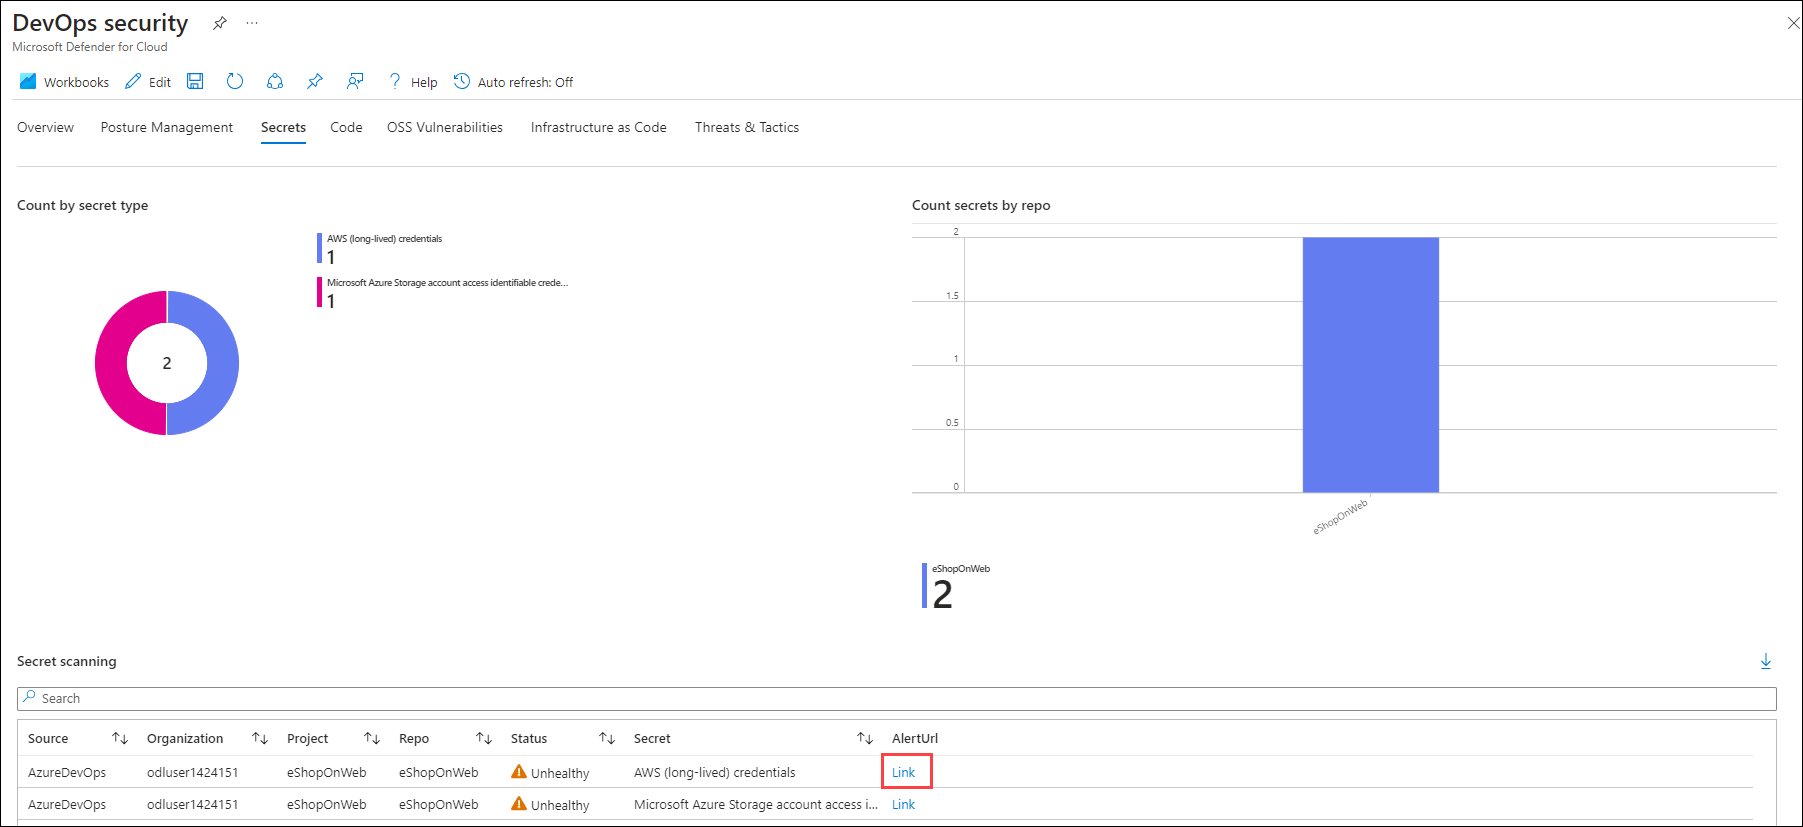 DevOps security
Microsoft Defender for Cloud
Workbooks Edit Help Auto refresh: Off
Overview Posture Management Secrets Code OSS Vulnerabilities Infrastructure as Code Threats & Tactics
Count by secret type
AWS (long-lived) credentials
1
Microsoft Azure Storage account access identifiable crede...
1
2
Count secrets by repo
2
1.5
1
0.5
0
eShopOnWeb
eShopOnWeb
2
Secret scanning
Search
Source Organization Project Repo Status Secret AlertUrl
AzureDevOps odluser1424151 eShopOnWeb eShopOnWeb Unhealthy AWS (long-lived) credentials Link
AzureDevOps odluser1424151 eShopOnWeb eShopOnWeb Unhealthy Microsoft Azure Storage account access i... Link